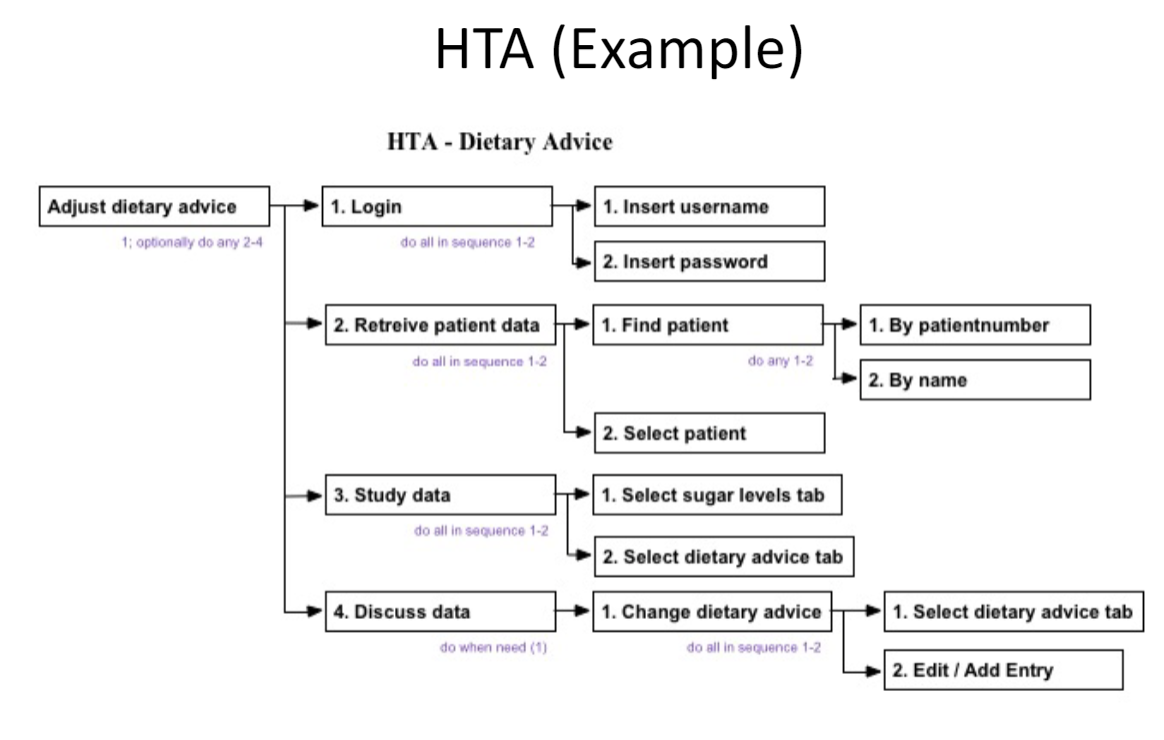 HTA (Example)
HTA - Dietary Advice
Adjust dietary advice
1; optionally do any 2-4
1. Login
do all in sequence 1-2
1. Insert username
2. Insert password
2. Retreive patient data
do all in sequence 1-2
1. Find patient
do any 1-2
1. By patientnumber
2. By name
2. Select patient
3. Study data
do all in sequence 1-2
1. Select sugar levels tab
2. Select dietary advice tab
4. Discuss data
do when need (1)
1. Change dietary advice
do all in sequence 1-2
1. Select dietary advice tab
2. Edit / Add Entry